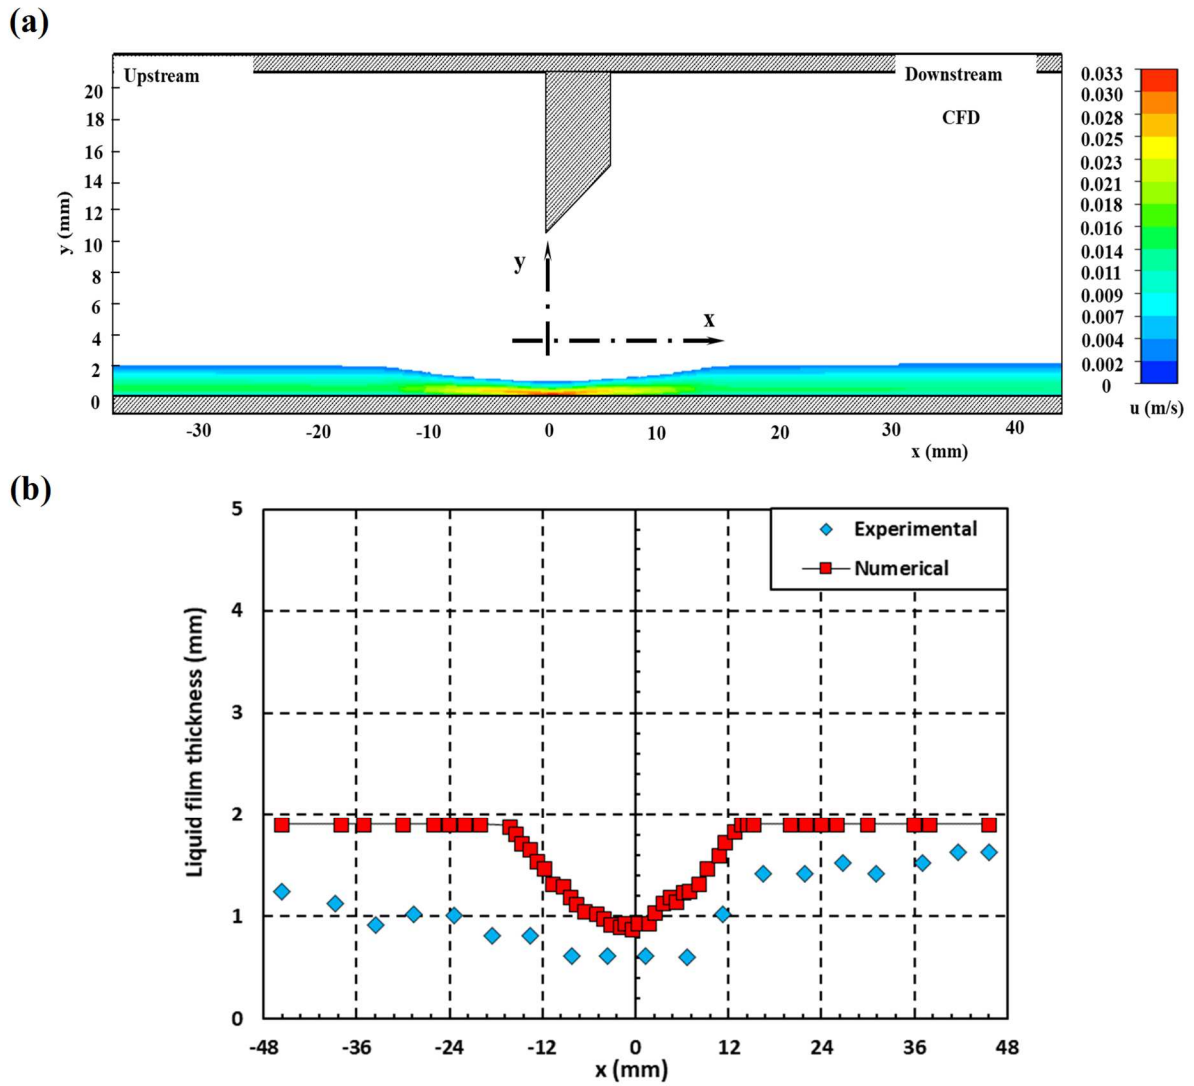 (a)
Upstream
Downstream
CFD
20
18
16
14
12
10
8
6
4
2
0
y (mm)
y
x
-30 -20 -10 0 10 20 30 40
x (mm)
0.033
0.030
0.028
0.025
0.023
0.021
0.018
0.016
0.014
0.011
0.009
0.007
0.004
0.002
0
u (m/s)
(b)
Experimental
Numerical
5
4
3
2
1
0
Liquid film thickness (mm)
-48 -36 -24 -12 0 12 24 36 48
x (mm)